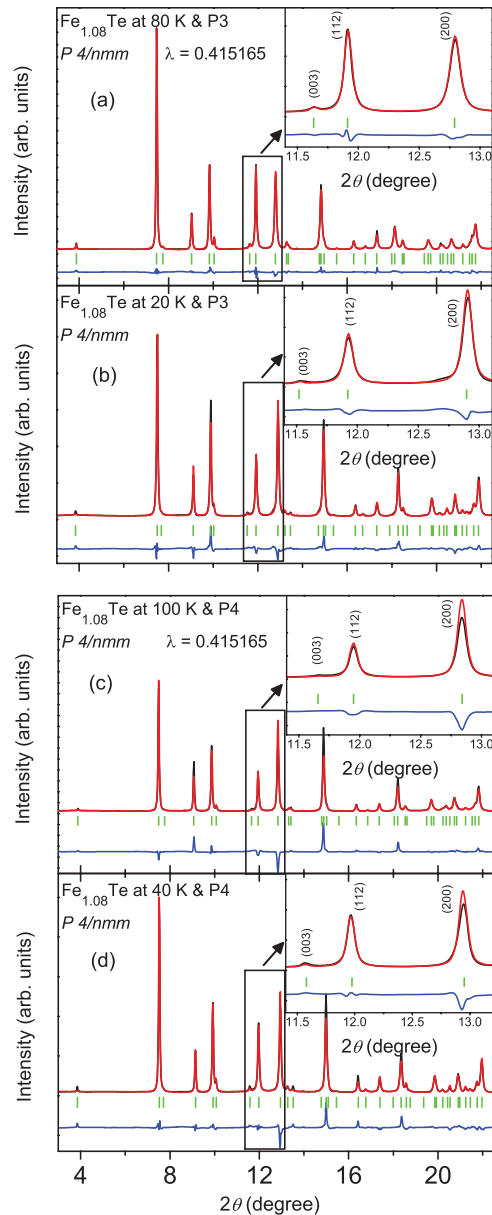 Fe1.08Te at 80 K & P3
P 4/nmm λ = 0.415165
(a)
Intensity (arb. units)
(003)
(112)
(200)
11.5 12.0 12.5 13.0
2θ (degree)
Fe1.08Te at 20 K & P3
P 4/nmm
(b)
Intensity (arb. units)
(003)
(112)
(200)
11.5 12.0 12.5 13.0
2θ (degree)
Fe1.08Te at 100 K & P4
P 4/nmm λ = 0.415165
(c)
Intensity (arb. units)
(003)
(112)
(200)
11.5 12.0 12.5 13.0
2θ (degree)
Fe1.08Te at 40 K & P4
P 4/nmm
(d)
Intensity (arb. units)
(003)
(112)
(200)
11.5 12.0 12.5 13.0
2θ (degree)
4 8 12 16 20
2θ (degree)